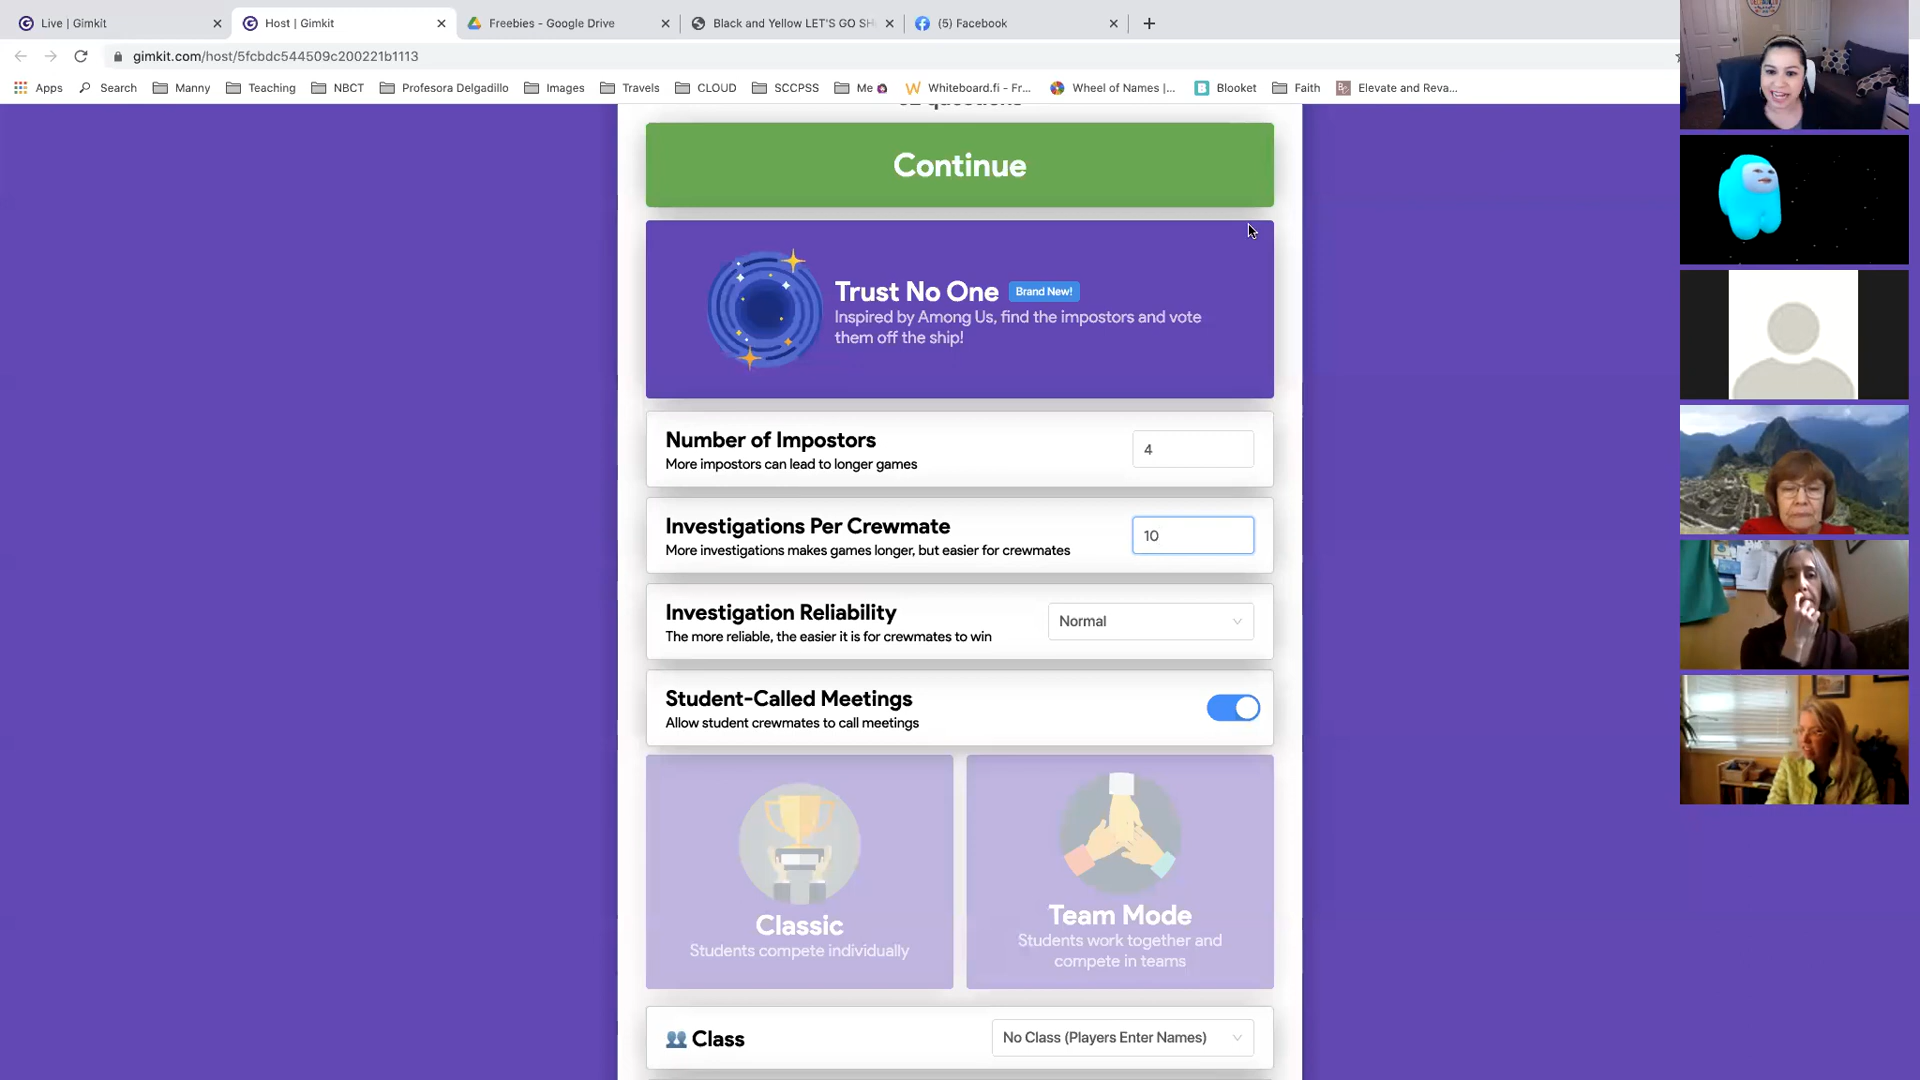 Live | Gimkit
Host | Gimkit
Freebies - Google Drive
Black and Yellow LET'S GO SH
(5) Facebook
gimkit.com/host/5fcbdc544509c200221b1113
Apps
Search
Manny
Teaching
NBCT
Profesora Delgadillo
Images
Travels
CLOUD
SCCPSS
Me
Whiteboard.fi - Fr...
Wheel of Names |...
Blooket
Faith
Elevate and Reva...
questions
Continue
Trust No One
Brand New!
Inspired by Among Us, find the impostors and vote
them off the ship!
Number of Impostors
4
More impostors can lead to longer games
Investigations Per Crewmate
10
More investigations makes games longer, but easier for crewmates
Investigation Reliability
Normal
The more reliable, the easier it is for crewmates to win
Student-Called Meetings
Allow student crewmates to call meetings
Classic
Students compete individually
Team Mode
Students work together and
compete in teams
Class
No Class (Players Enter Names)